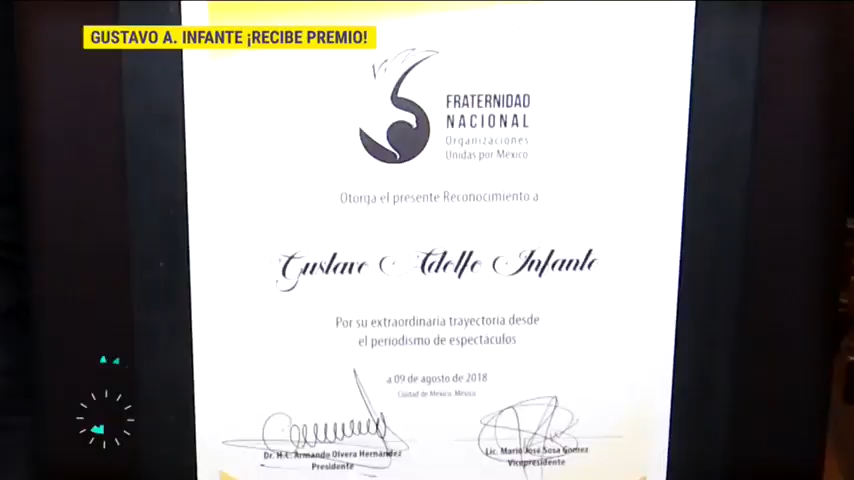 GUSTAVO A. INFANTE ¡RECIBE PREMIO!
FRATERNIDAD
NACIONAL
Organizaciones
Unidas por México
Otorga el presente Reconocimiento a
Gustavo Adolfo Infante
Por su extraordinaria trayectoria desde
el periodismo de espectáculos
a 09 de agosto de 2018
Ciudad de México, México
Dr. H.C. Armando Olvera Hernández
Presidente
Lic. Mario José Sosa Gomez
Vicepresidente